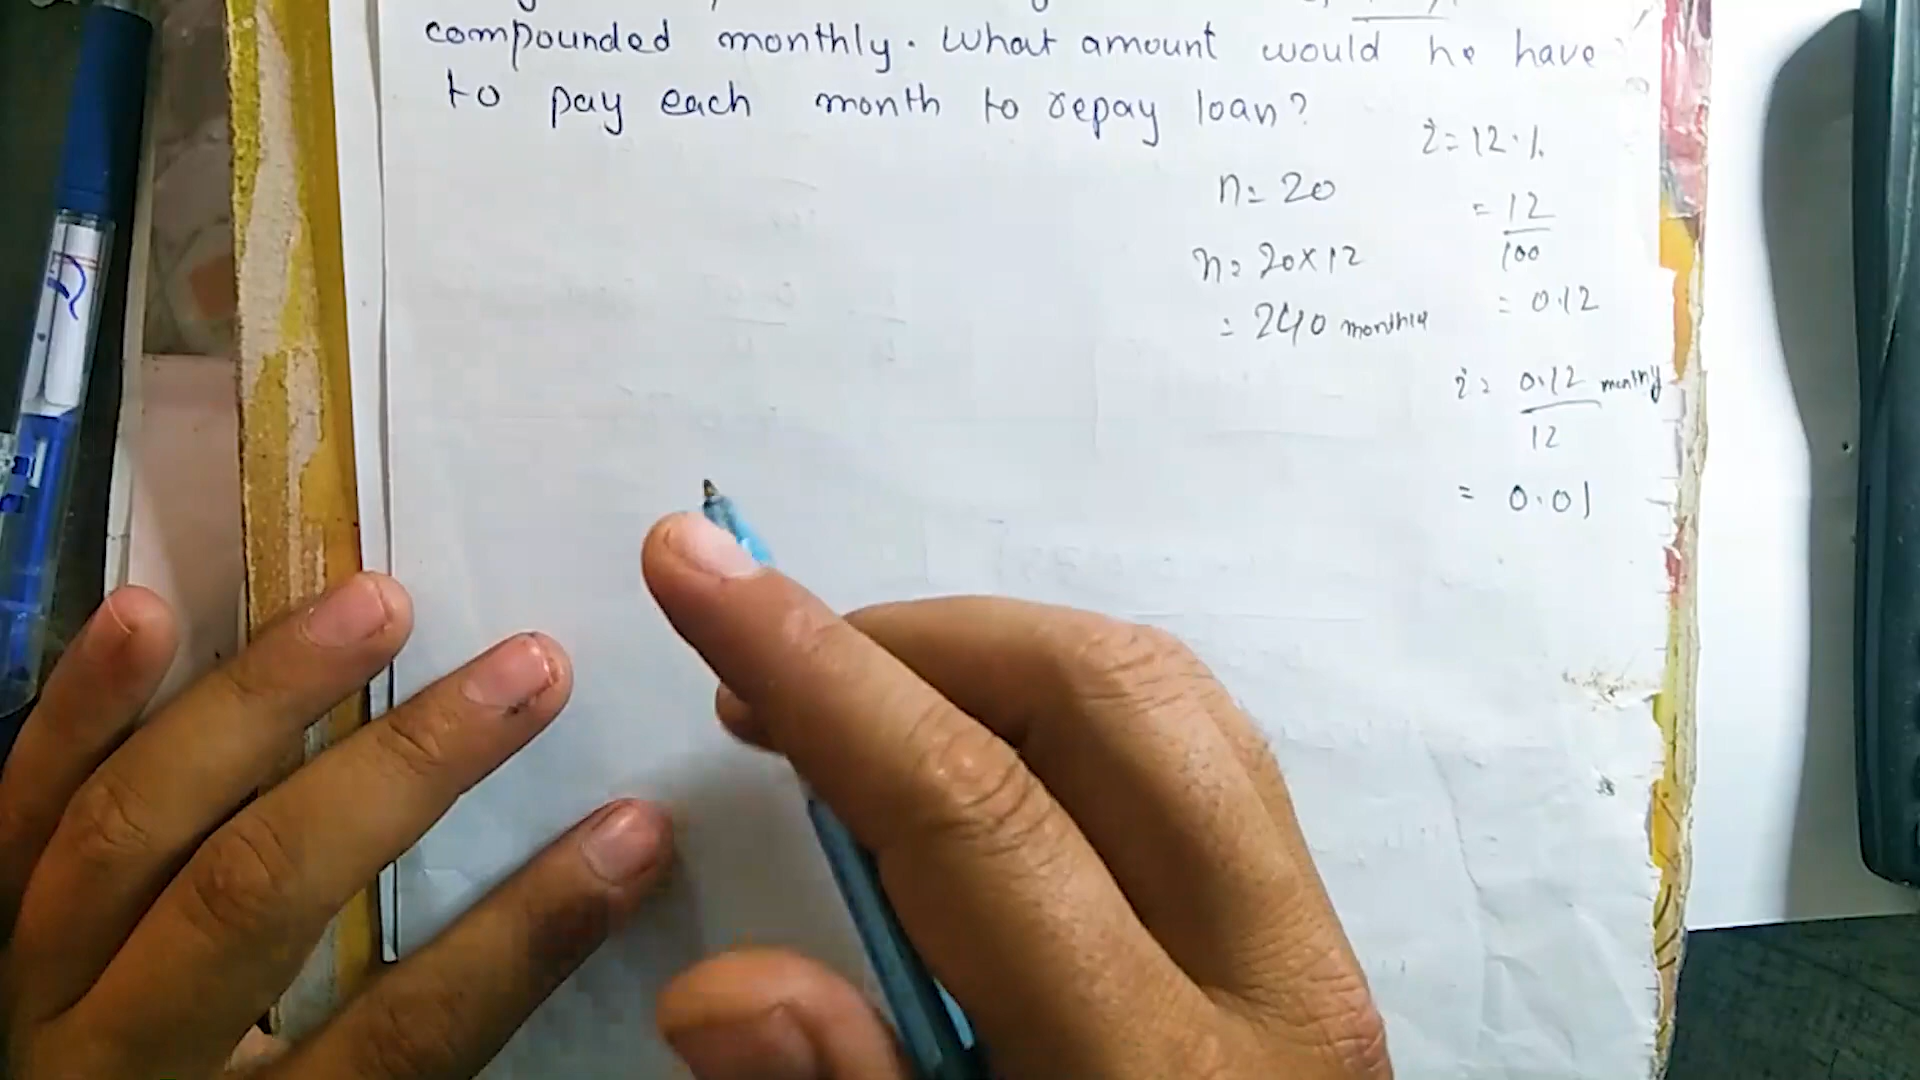 compounded monthly. What amount would he have
to pay each month to repay loan?
i = 12%
n = 20
= 12/100
n = 20×12
= 0.12
= 240 monthly
i = 0.12/12 monthly
= 0.01